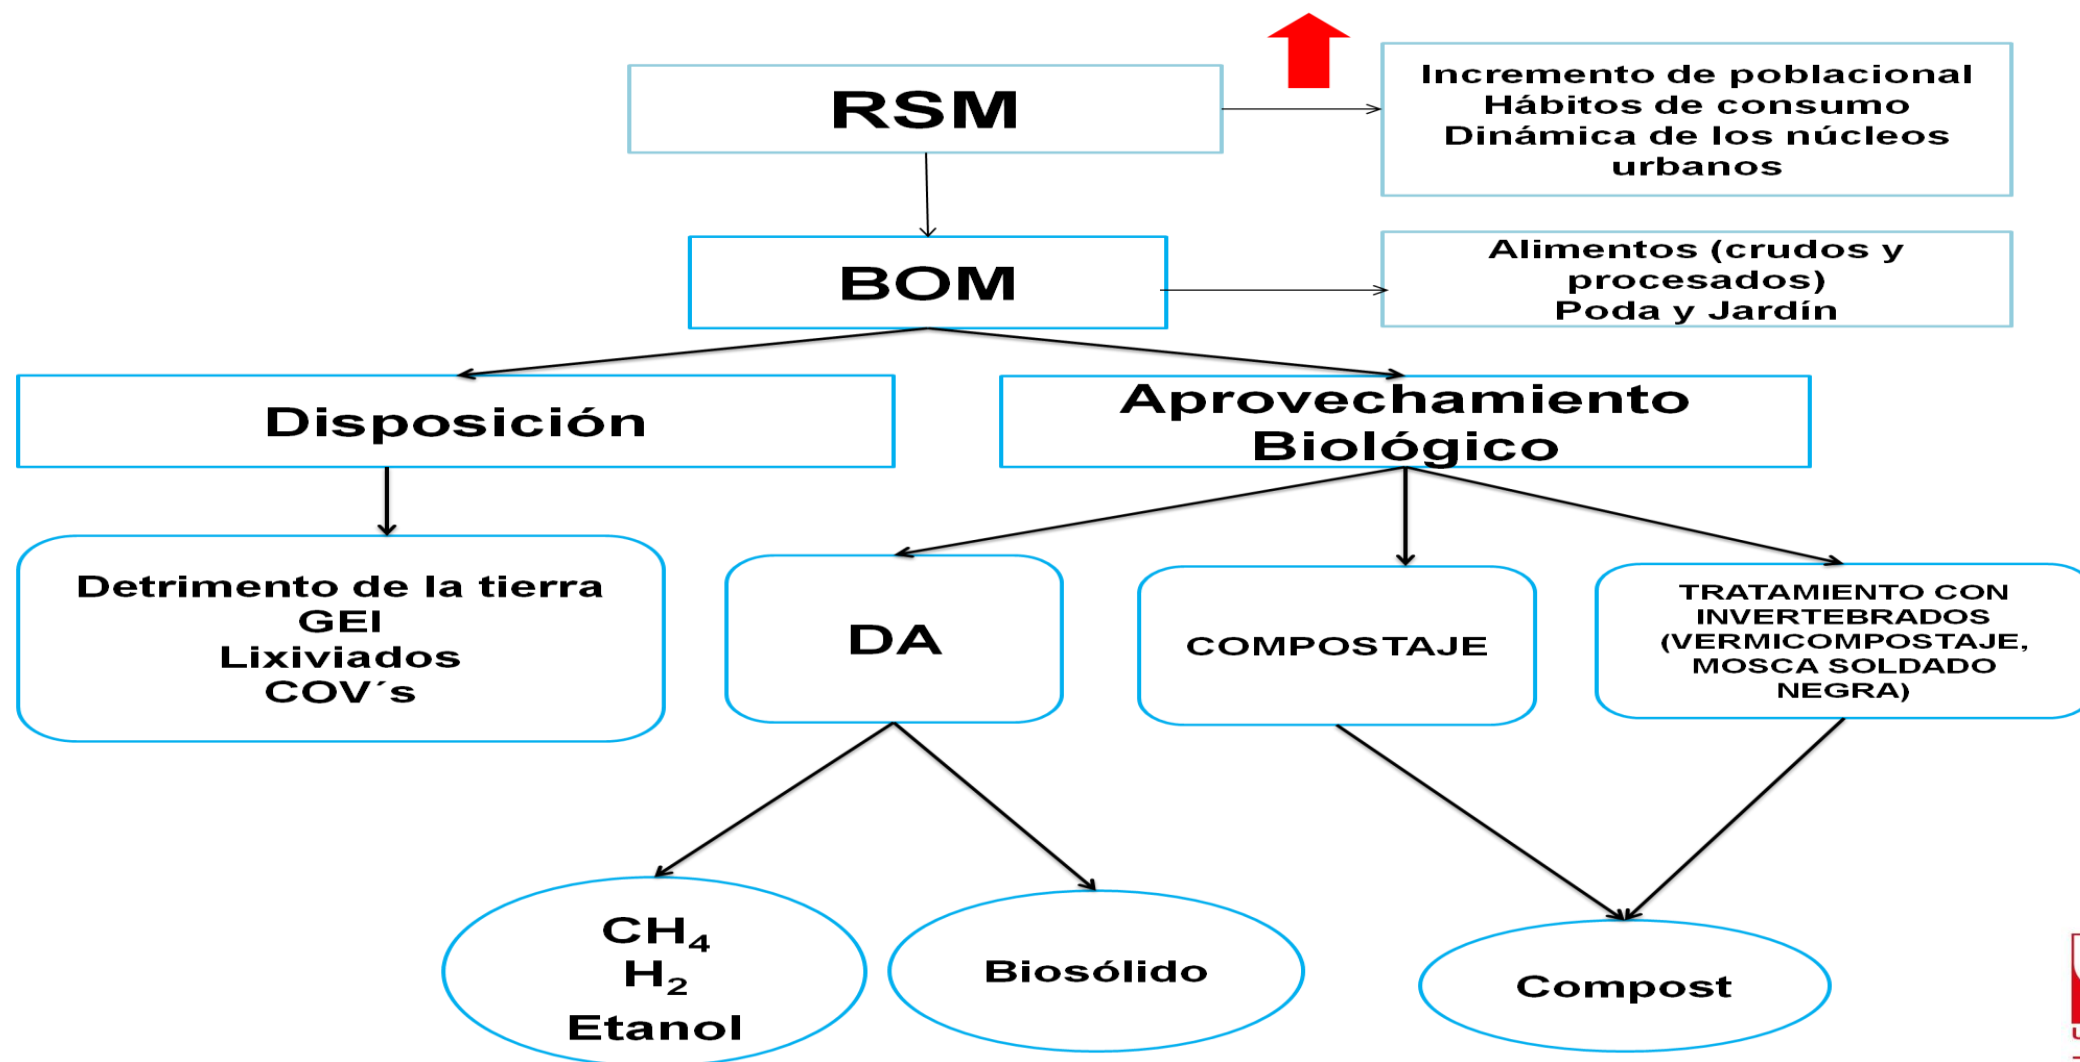 RSM
Incremento de poblacional
Hábitos de consumo
Dinámica de los núcleos
urbanos
BOM
Alimentos (crudos y
procesados)
Poda y Jardín
Disposición
Aprovechamiento
Biológico
Detrimento de la tierra
GEI
Lixiviados
COV´s
DA
COMPOSTAJE
TRATAMIENTO CON
INVERTEBRADOS
(VERMICOMPOSTAJE,
MOSCA SOLDADO
NEGRA)
CH₄
H₂
Etanol
Biosólido
Compost